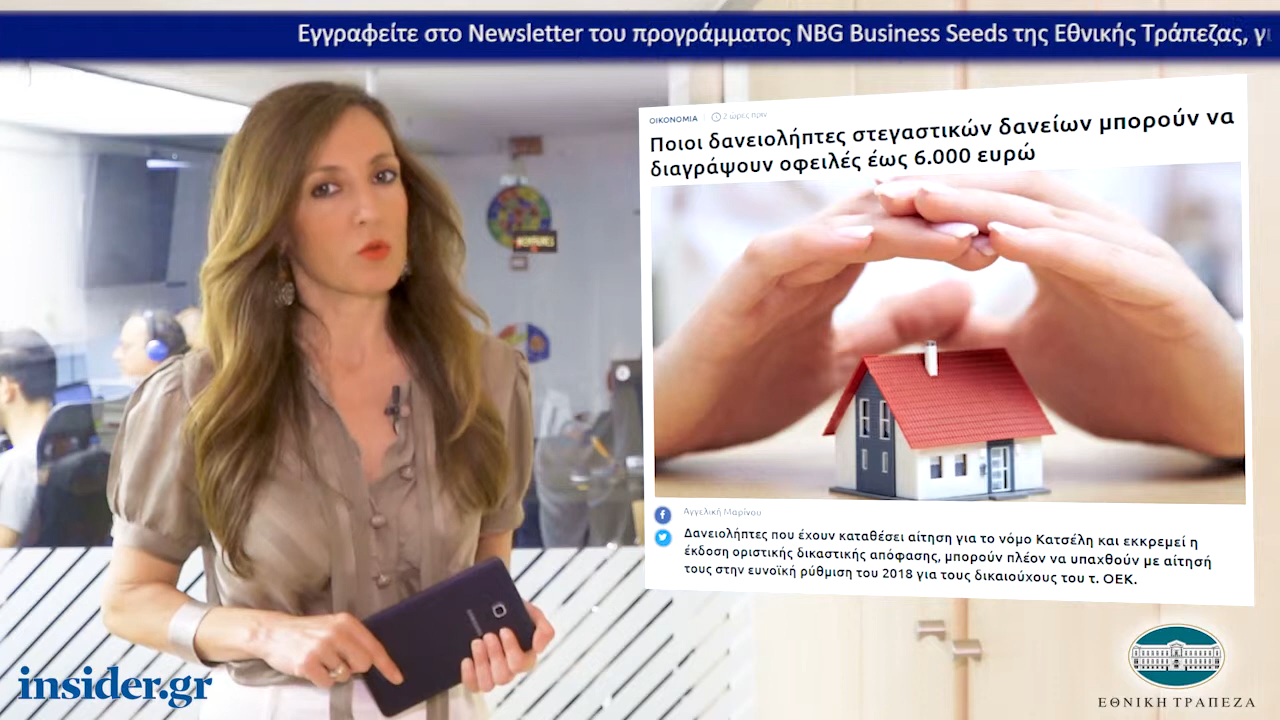 Εγγραφείτε στο Newsletter του προγράμματος NBG Business Seeds της Εθνικής Τράπεζας, γι
ΟΙΚΟΝΟΜΙΑ 2 ώρες πριν
Ποιοι δανειολήπτες στεγαστικών δανείων μπορούν να
διαγράψουν οφειλές έως 6.000 ευρώ
Αγγελική Μαρίνου
Δανειολήπτες που έχουν καταθέσει αίτηση για το νόμο Κατσέλη και εκκρεμεί η
έκδοση οριστικής δικαστικής απόφασης, μπορούν πλέον να υπαχθούν με αίτησή
τους στην ευνοϊκή ρύθμιση του 2018 για τους δικαιούχους του τ. ΟΕΚ.
insider.gr
ΕΘΝΙΚΗ ΤΡΑΠΕΖΑ